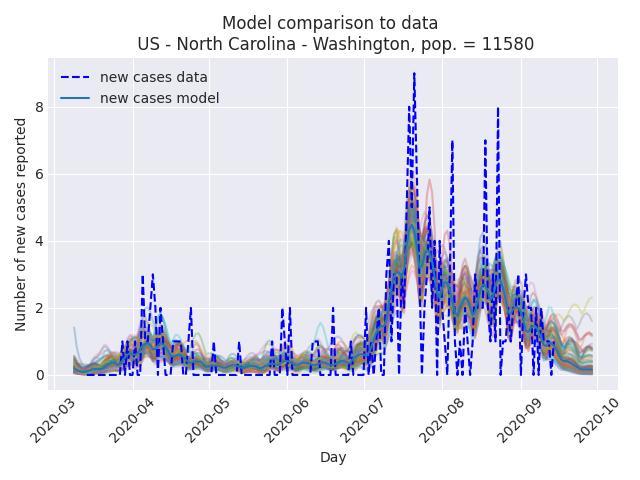 Model comparison to data
US - North Carolina - Washington, pop. = 11580
new cases data
new cases model
Number of new cases reported
8
6
4
2
0
2020-03
2020-04
2020-05
2020-06
2020-07
2020-08
2020-09
2020-10
Day